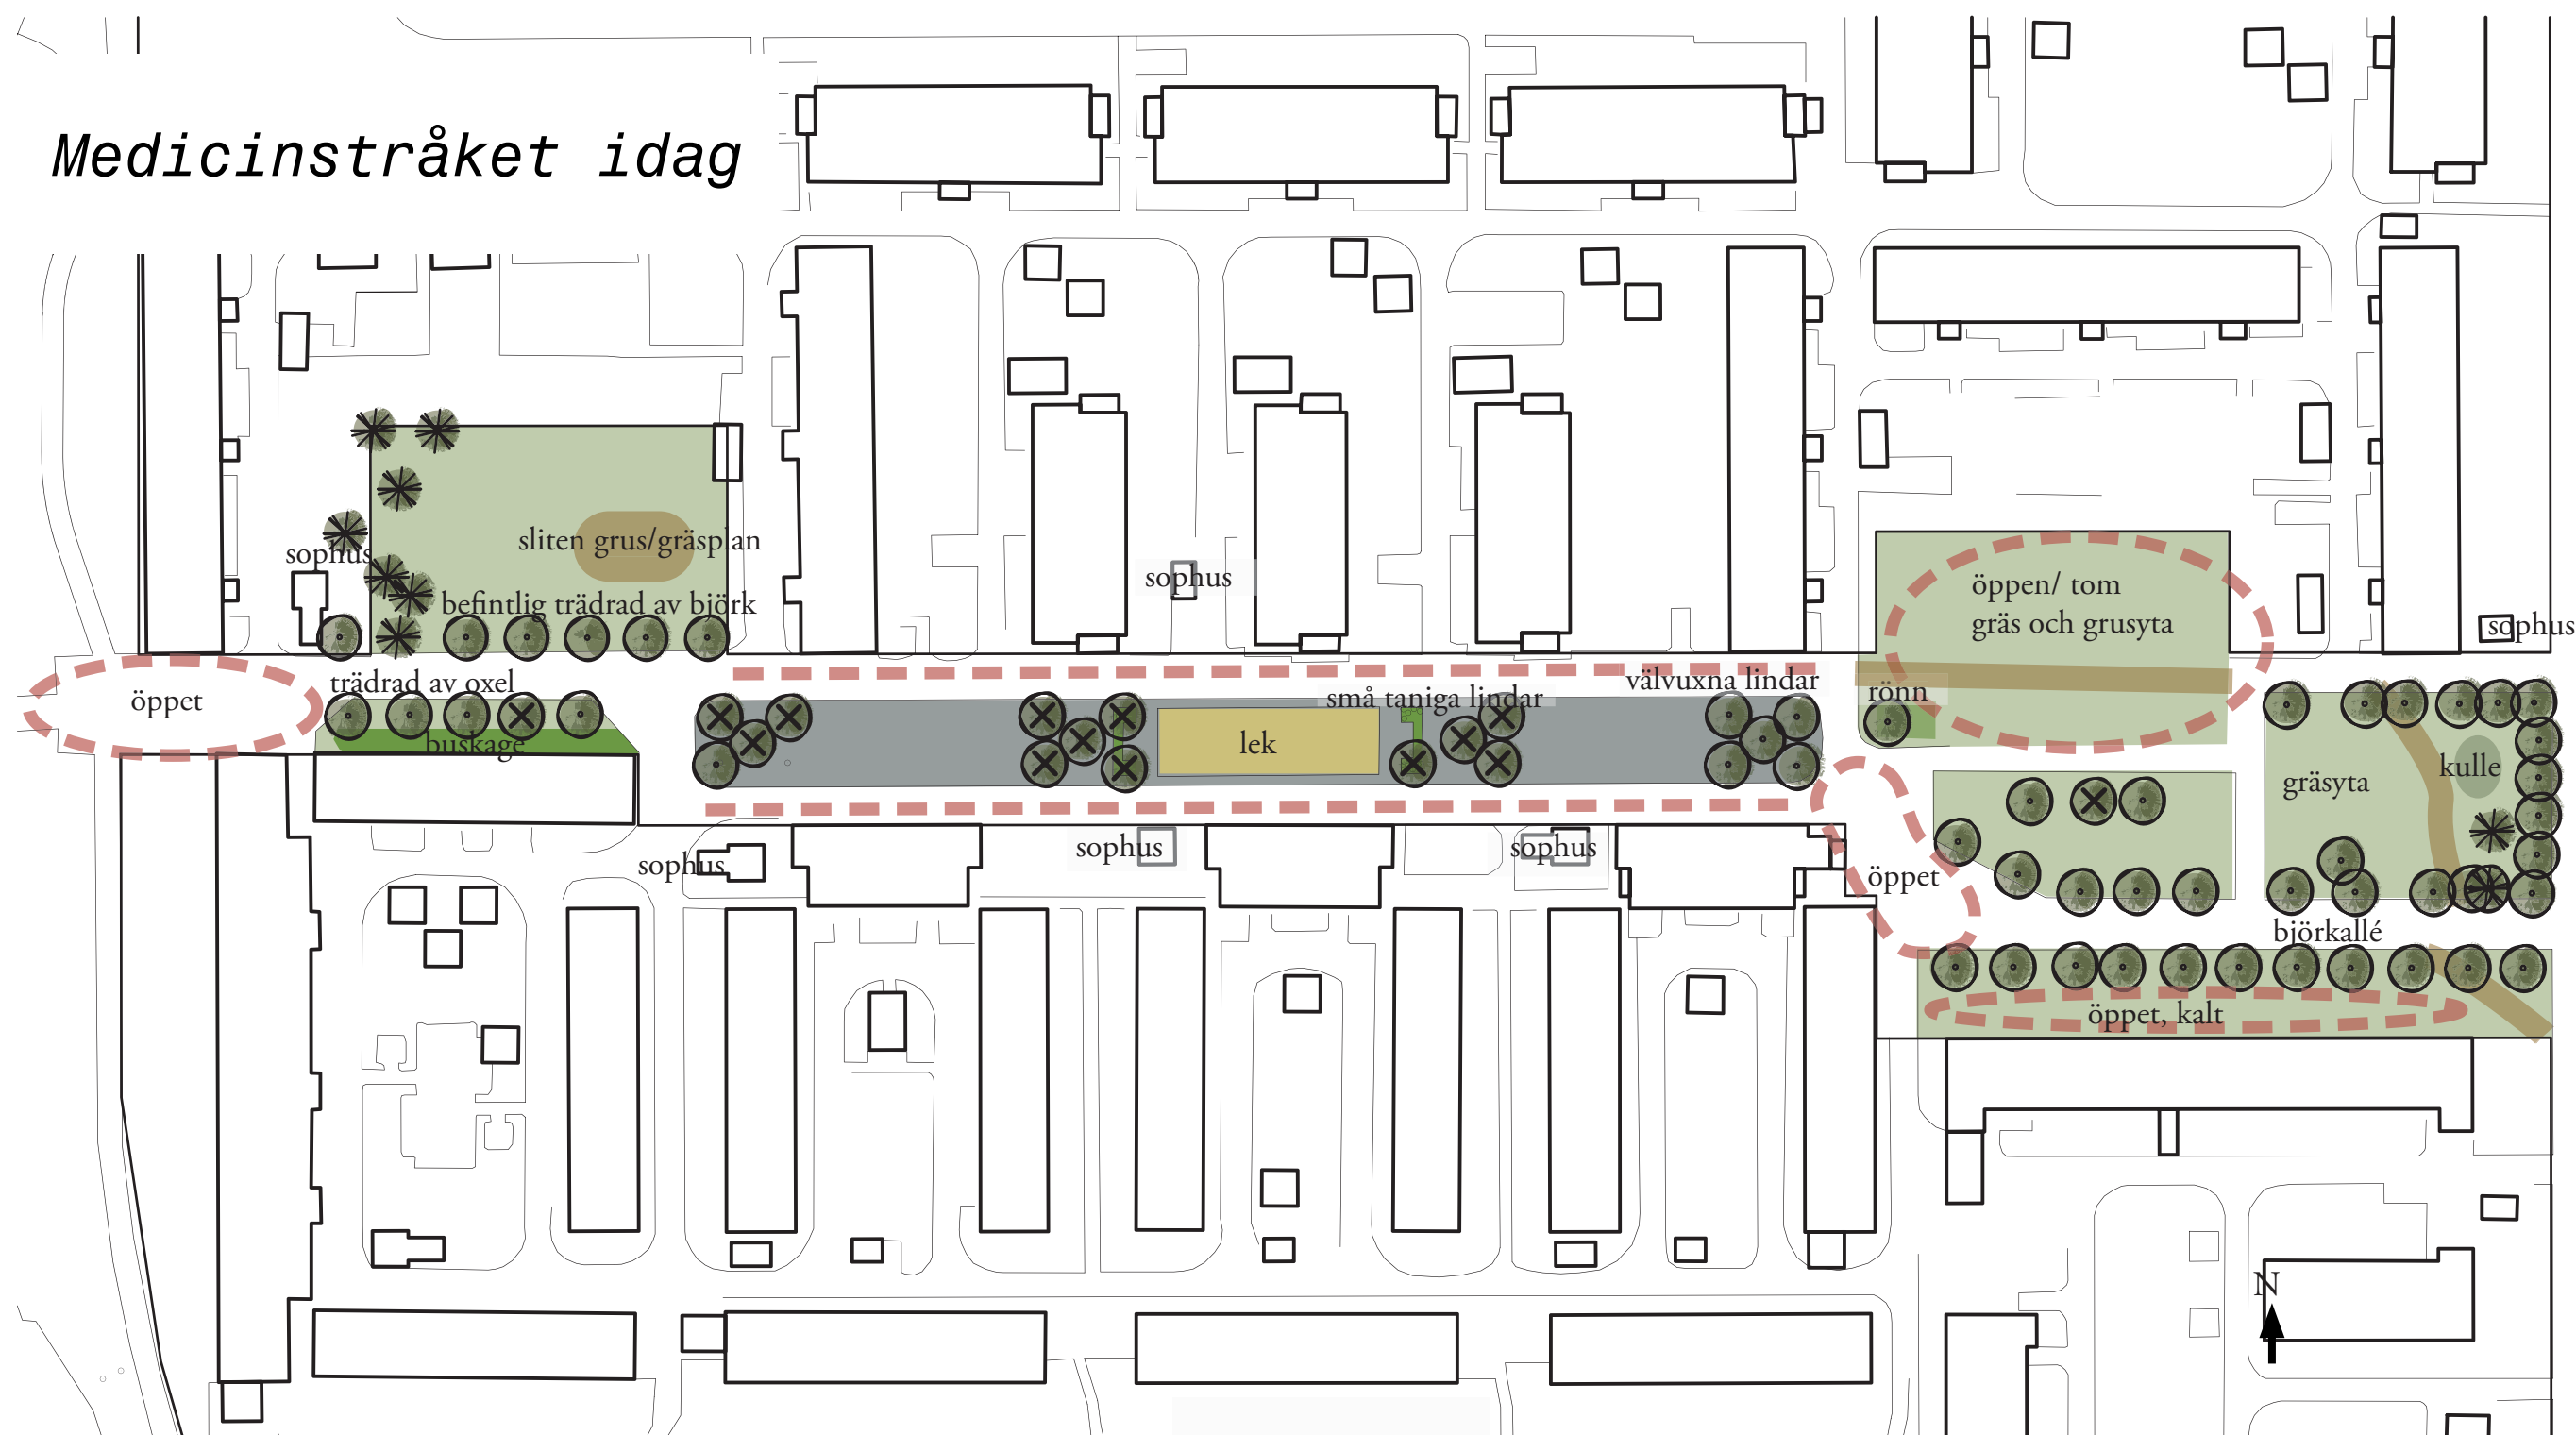 Medicinstråket idag
sliten grus/gräsplan
sophus
sophus
befintlig trädrad av björk
öppen/ tom
gräs och grusyta
sophus
trädrad av oxel
öppet
välvuxna lindar
små taniga lindar
rönn
buskage
lek
kulle
gräsyta
sophus
sophus
sophus
öppet
björkallé
öppet, kalt
N